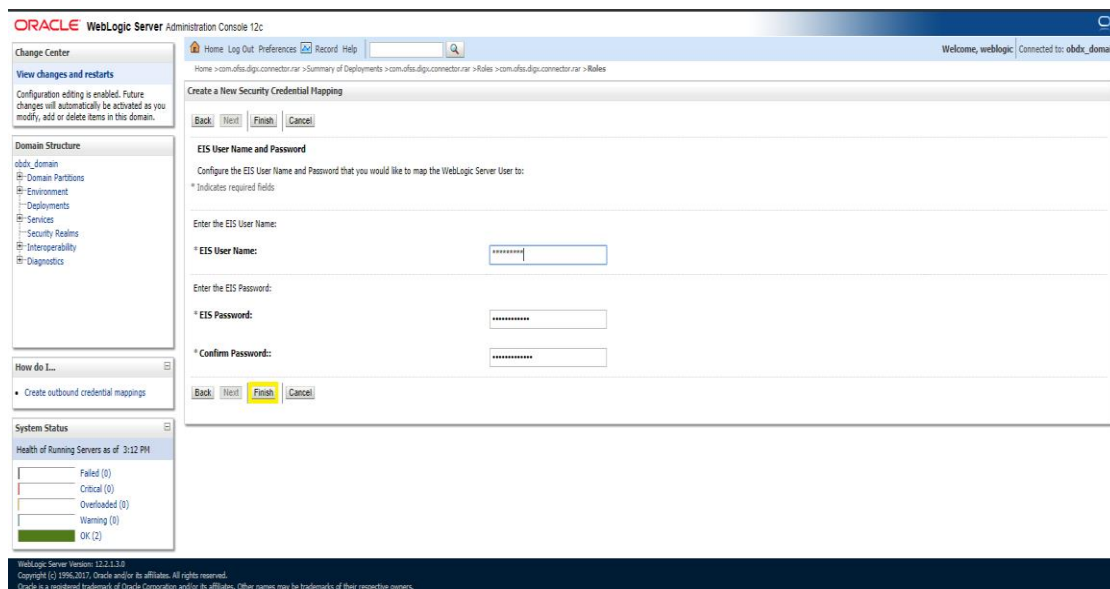 ORACLE WebLogic Server Administration Console 12c
Change Center
View changes and restarts
Configuration editing is enabled. Future
changes will automatically be activated as you
modify, add or delete items in this domain.
Domain Structure
obdx_domain
Domain Partitions
Environment
Deployments
Services
Security Realms
Interoperability
Diagnostics
How do I...
• Create outbound credential mappings
System Status
Health of Running Servers as of 3:12 PM
Failed (0)
Critical (0)
Overloaded (0)
Warning (0)
OK (2)
Home Log Out Preferences Record Help
Welcome, weblogic Connected to: obdx_domai
Home >com.ofss.digx.connector.rar >Summary of Deployments >com.ofss.digx.connector.rar >Roles >com.ofss.digx.connector.rar >Roles
Create a New Security Credential Mapping
Back Next Finish Cancel
EIS User Name and Password
Configure the EIS User Name and Password that you would like to map the WebLogic Server User to:
* Indicates required fields
Enter the EIS User Name:
* EIS User Name: *********
Enter the EIS Password:
* EIS Password: ••••••••••••
* Confirm Password:: •••••••••••••
Back Next Finish Cancel
WebLogic Server Version: 12.2.1.3.0
Copyright (c) 1996,2017, Oracle and/or its affiliates. All rights reserved.
Oracle is a registered trademark of Oracle Corporation and/or its affiliates. Other names may be trademarks of their respective owners.